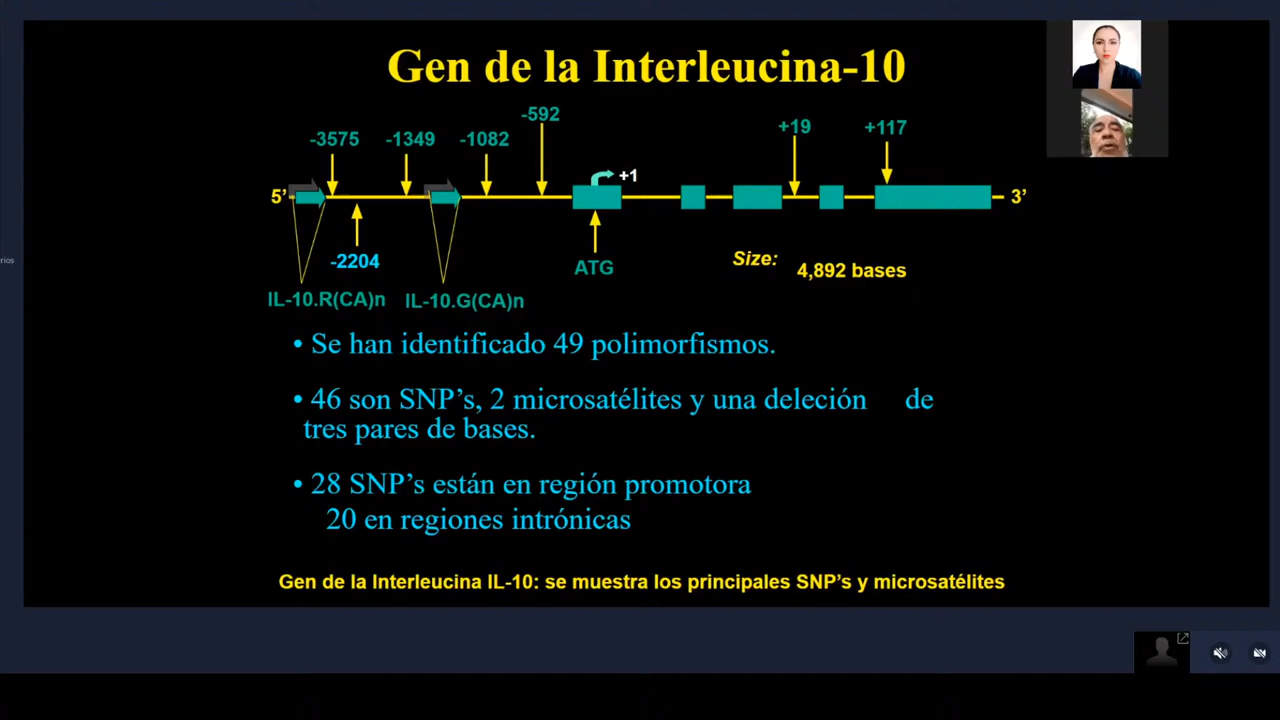 Gen de la Interleucina-10
-592
-3575
-1349
-1082
+19
+117
+1
5’
3’
-2204
ATG
Size:
4,892 bases
IL-10.R(CA)n
IL-10.G(CA)n
• Se han identificado 49 polimorfismos.
• 46 son SNP’s, 2 microsatélites y una deleción de
tres pares de bases.
• 28 SNP’s están en región promotora
20 en regiones intrónicas
Gen de la Interleucina IL-10: se muestra los principales SNP’s y microsatélites
rios